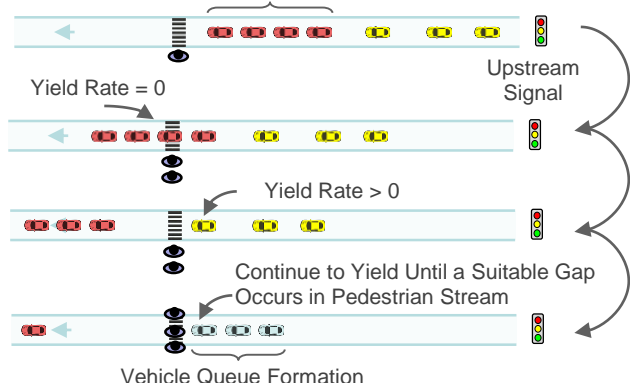 Upstream
Signal
Yield Rate = 0
Yield Rate > 0
Continue to Yield Until a Suitable Gap
Occurs in Pedestrian Stream
Vehicle Queue Formation